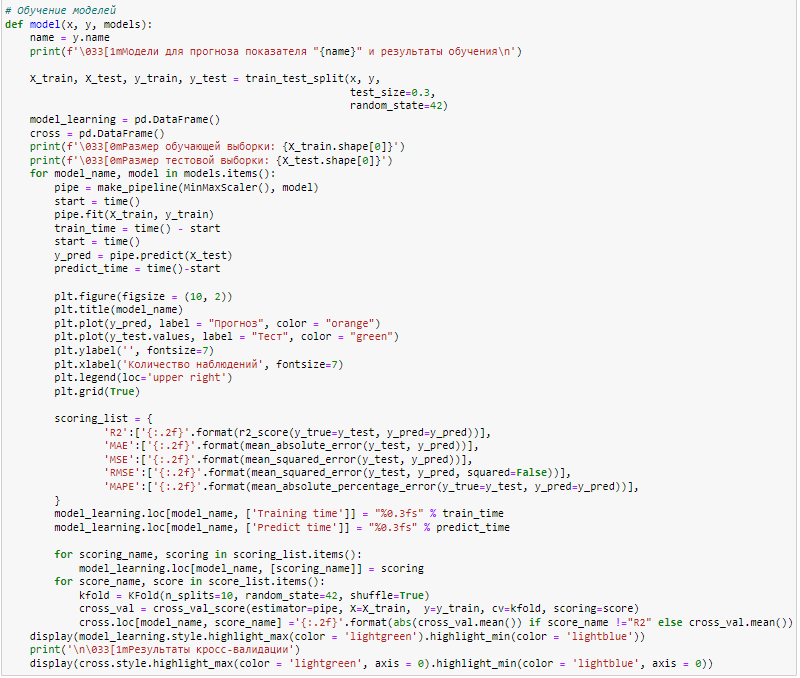 # Обучение моделей
def model(x, y, models):
    name = y.name
    print(f'\033[1mМодели для прогноза показателя "{name}" и результаты обучения\n')

    X_train, X_test, y_train, y_test = train_test_split(x, y,
                                                        test_size=0.3,
                                                        random_state=42)
    model_learning = pd.DataFrame()
    cross = pd.DataFrame()
    print(f'\033[0mРазмер обучающей выборки: {X_train.shape[0]}')
    print(f'\033[0mРазмер тестовой выборки: {X_test.shape[0]}')
    for model_name, model in models.items():
        pipe = make_pipeline(MinMaxScaler(), model)
        start = time()
        pipe.fit(X_train, y_train)
        train_time = time() - start
        start = time()
        y_pred = pipe.predict(X_test)
        predict_time = time()-start

        plt.figure(figsize = (10, 2))
        plt.title(model_name)
        plt.plot(y_pred, label = "Прогноз", color = "orange")
        plt.plot(y_test.values, label = "Тест", color = "green")
        plt.ylabel('', fontsize=7)
        plt.xlabel('Количество наблюдений', fontsize=7)
        plt.legend(loc='upper right')
        plt.grid(True)

        scoring_list = {
                'R2':['{:.2f}'.format(r2_score(y_true=y_test, y_pred=y_pred))],
                'MAE':['{:.2f}'.format(mean_absolute_error(y_test, y_pred))],
                'MSE':['{:.2f}'.format(mean_squared_error(y_test, y_pred))],
                'RMSE':['{:.2f}'.format(mean_squared_error(y_test, y_pred, squared=False))],
                'MAPE':['{:.2f}'.format(mean_absolute_percentage_error(y_true=y_test, y_pred=y_pred))],
        }
        model_learning.loc[model_name, ['Training time']] = "%0.3fs" % train_time
        model_learning.loc[model_name, ['Predict time']] = "%0.3fs" % predict_time

        for scoring_name, scoring in scoring_list.items():
            model_learning.loc[model_name, [scoring_name]] = scoring
        for score_name, score in score_list.items():
            kfold = KFold(n_splits=10, random_state=42, shuffle=True)
            cross_val = cross_val_score(estimator=pipe, X=X_train,  y=y_train, cv=kfold, scoring=score)
            cross.loc[model_name, score_name] ='{:.2f}'.format(abs(cross_val.mean()) if score_name !="R2" else cross_val.mean())
    display(model_learning.style.highlight_max(color = 'lightgreen').highlight_min(color = 'lightblue'))
    print('\n\033[1mРезультаты кросс-валидации')
    display(cross.style.highlight_max(color = 'lightgreen', axis = 0).highlight_min(color = 'lightblue', axis = 0))